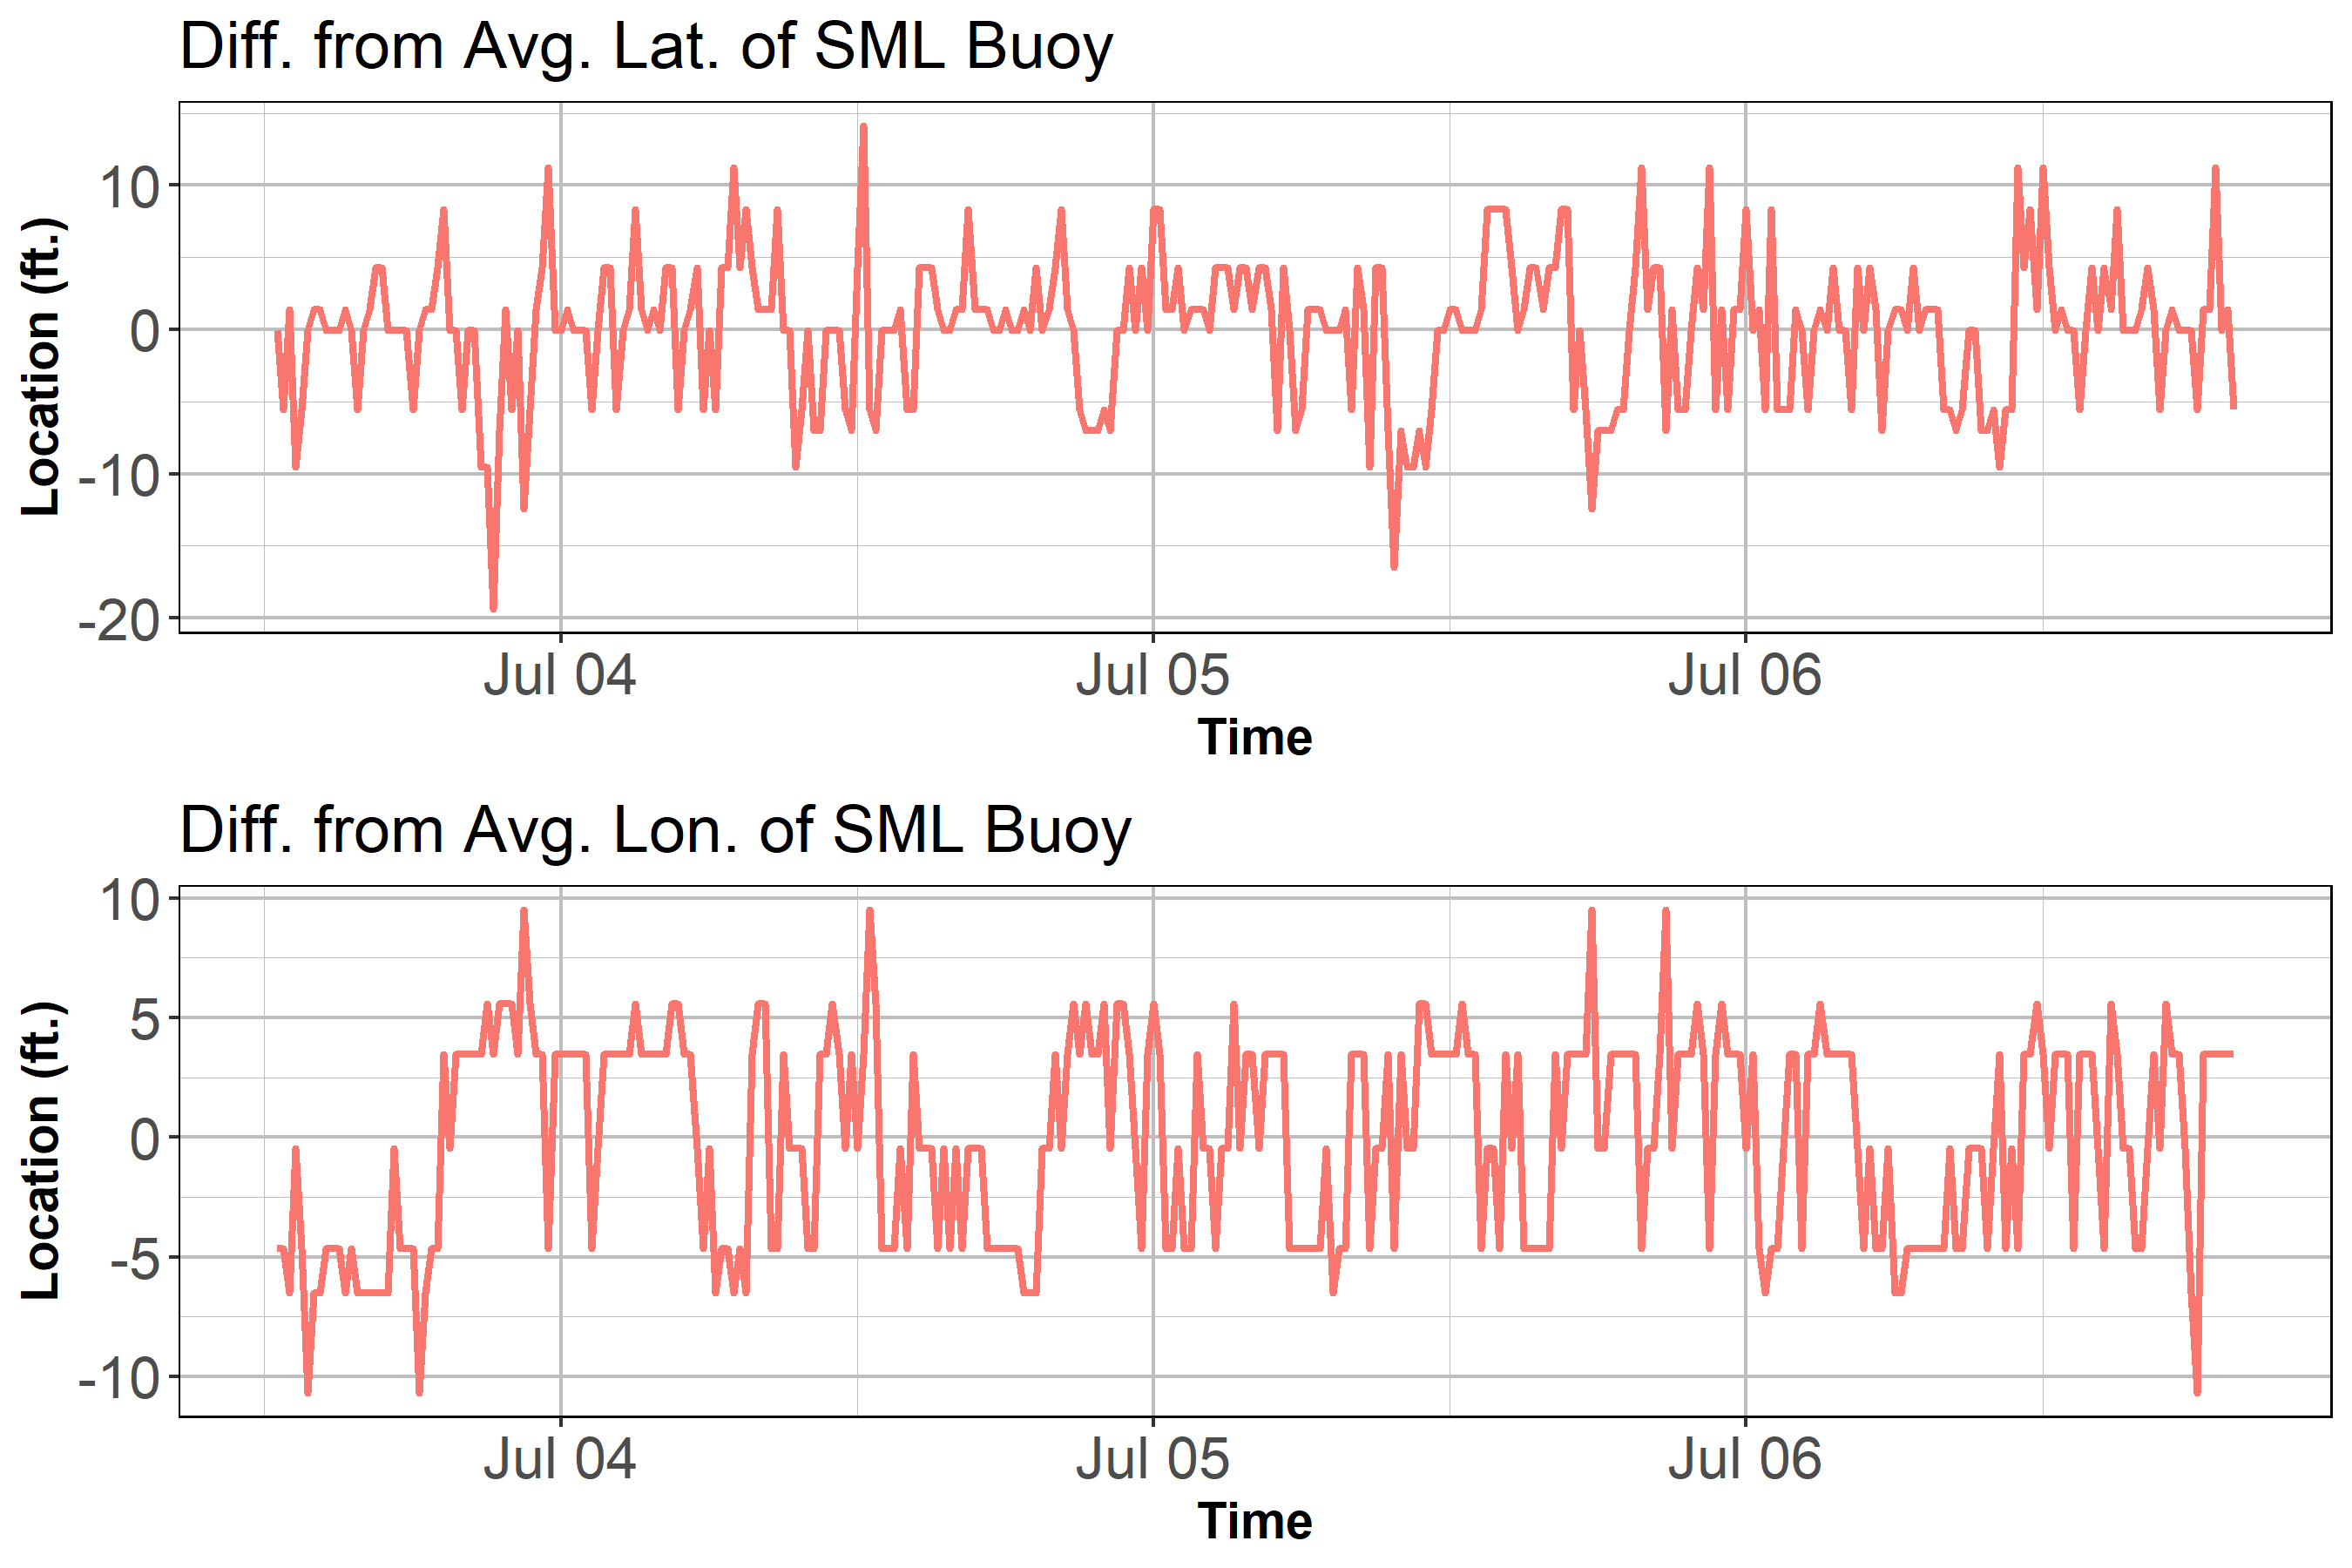 Diff. from Avg. Lat. of SML Buoy
Location (ft.)
10
0
-10
-20
Jul 04 Jul 05 Jul 06
Time
Diff. from Avg. Lon. of SML Buoy
Location (ft.)
10
5
0
-5
-10
Jul 04 Jul 05 Jul 06
Time